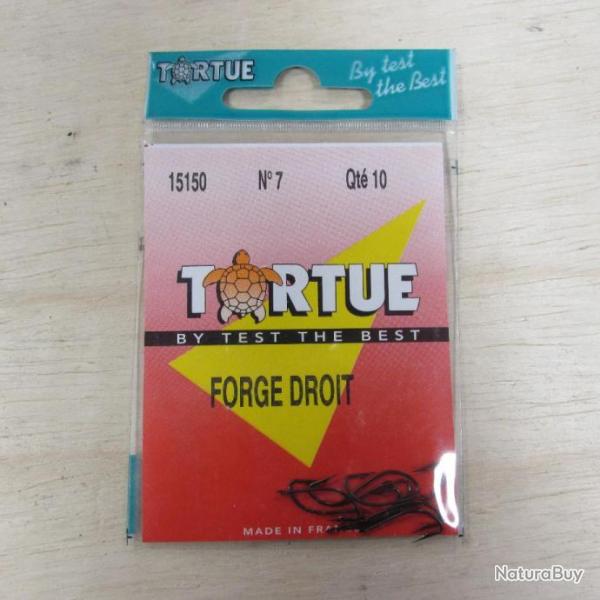 TORTUE
By test
the Best
15150 N° 7 Qté 10
TORTUE
BY TEST THE BEST
FORGE DROIT
MADE IN
NaturaBuy